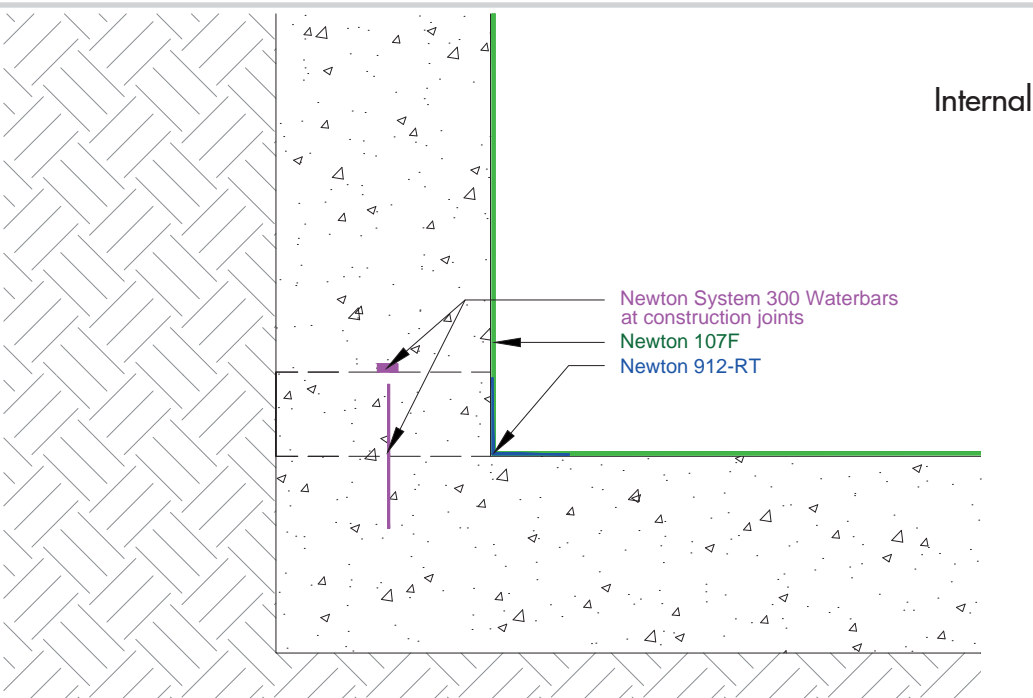 Internal
Newton System 300 Waterbars
at construction joints
Newton 107F
Newton 912-RT